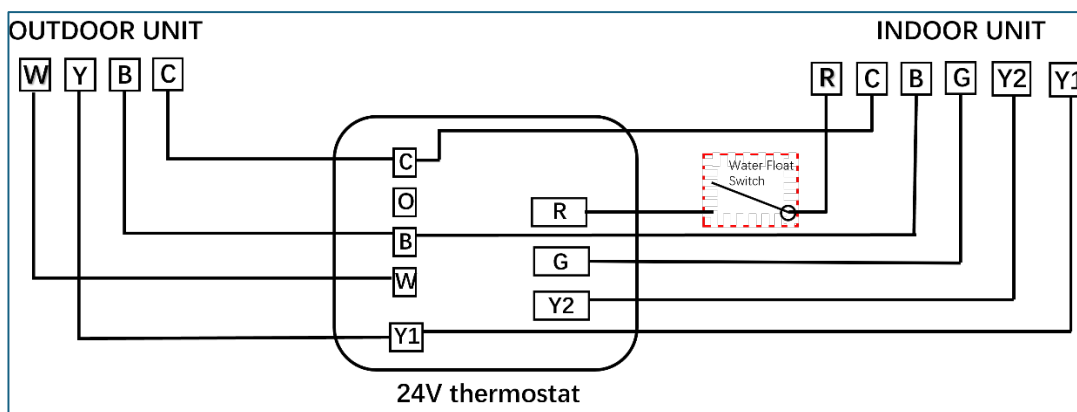 OUTDOOR UNIT
INDOOR UNIT
W Y B C
R C B G Y2 Y1
Water Float
Switch
C
O
R
B
G
W
Y2
Y1
24V thermostat